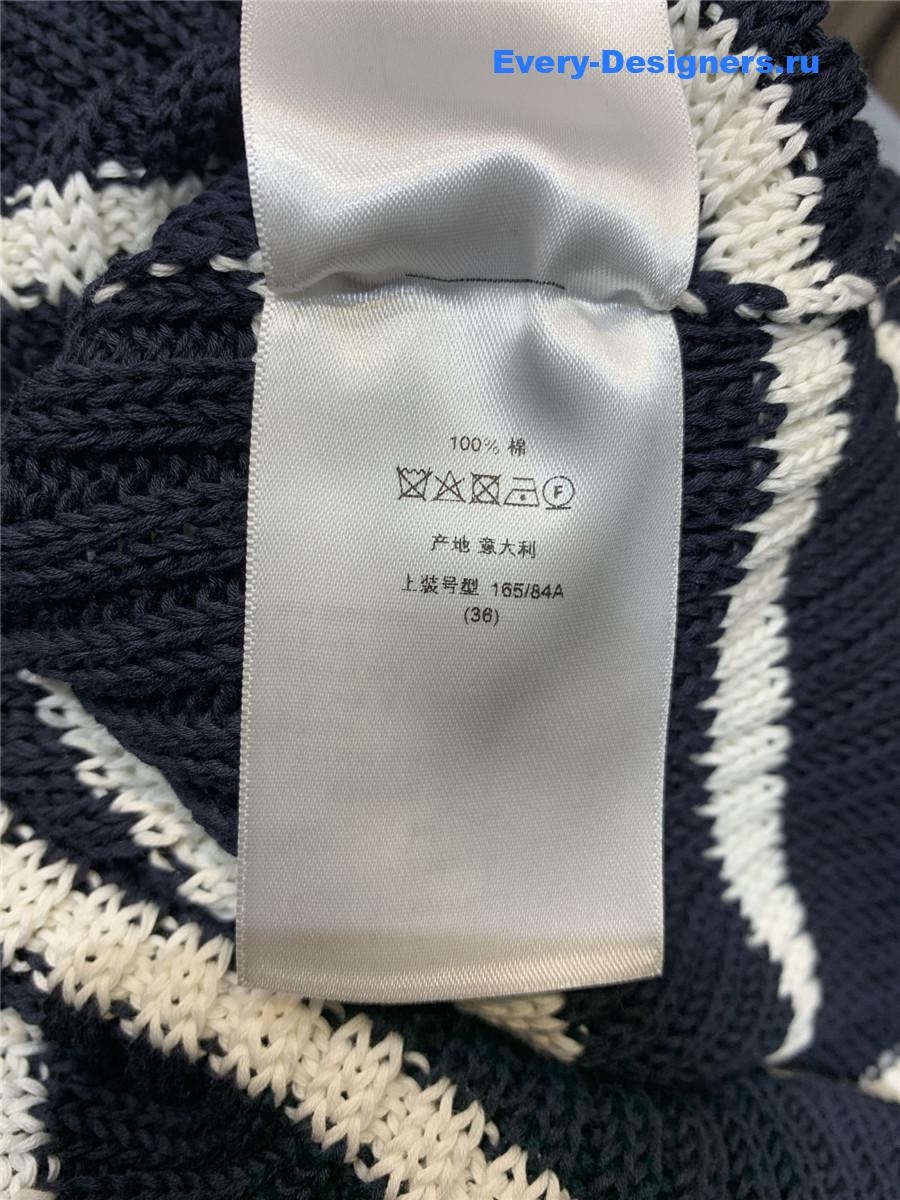 Every-Designers.ru
100% 棉
F
产地 意大利
上装号型 165/84A
(36)